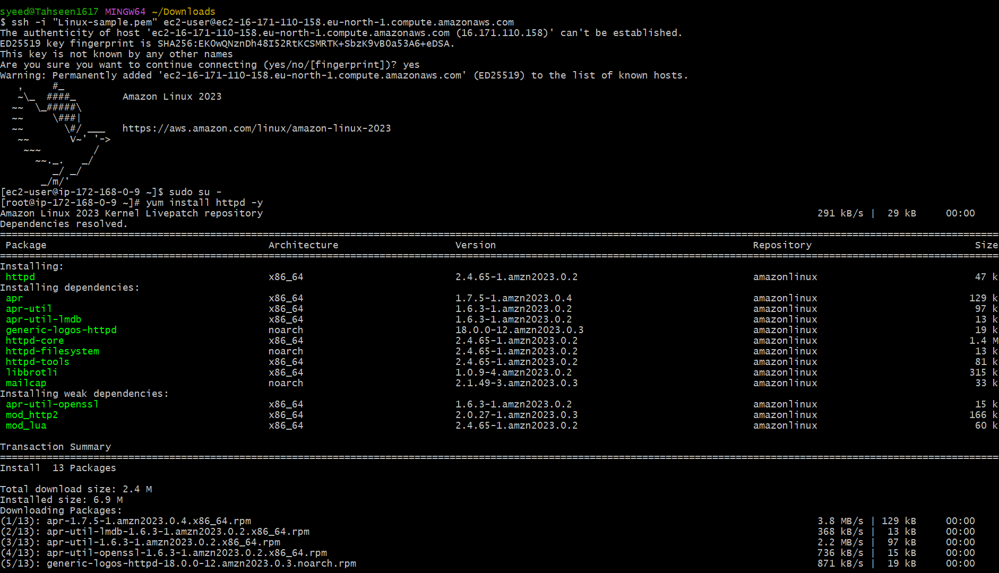 syeed@Tahseen1617 MINGW64 ~/Downloads
$ ssh -i "Linux-sample.pem" ec2-user@ec2-16-171-110-158.eu-north-1.compute.amazonaws.com
The authenticity of host 'ec2-16-171-110-158.eu-north-1.compute.amazonaws.com (16.171.110.158)' can't be established.
ED25519 key fingerprint is SHA256:EKOwQNznDh48I52RtKCSMRTK+SbzK9vB0a53A6+eDSA.
This key is not known by any other names
Are you sure you want to continue connecting (yes/no/[fingerprint])? yes
Warning: Permanently added 'ec2-16-171-110-158.eu-north-1.compute.amazonaws.com' (ED25519) to the list of known hosts.
   ,     #_
   ~\_  ####_        Amazon Linux 2023
  ~~  \_#####\
  ~~     \###|
  ~~       \#/ ___   https://aws.amazon.com/linux/amazon-linux-2023
   ~~       V~' '->
    ~~~         /
      ~~._.   _/
         _/ _/
       _/m/'
[ec2-user@ip-172-168-0-9 ~]$ sudo su -
[root@ip-172-168-0-9 ~]# yum install httpd -y
Amazon Linux 2023 Kernel Livepatch repository 291 kB/s | 29 kB 00:00
Dependencies resolved.
Package Architecture Version Repository Size
Installing:
httpd x86_64 2.4.65-1.amzn2023.0.2 amazonlinux 47 k
Installing dependencies:
apr x86_64 1.7.5-1.amzn2023.0.4 amazonlinux 129 k
apr-util x86_64 1.6.3-1.amzn2023.0.2 amazonlinux 97 k
apr-util-lmdb x86_64 1.6.3-1.amzn2023.0.2 amazonlinux 13 k
generic-logos-httpd noarch 18.0.0-12.amzn2023.0.3 amazonlinux 19 k
httpd-core x86_64 2.4.65-1.amzn2023.0.2 amazonlinux 1.4 M
httpd-filesystem noarch 2.4.65-1.amzn2023.0.2 amazonlinux 13 k
httpd-tools x86_64 2.4.65-1.amzn2023.0.2 amazonlinux 81 k
libbrotli x86_64 1.0.9-4.amzn2023.0.2 amazonlinux 315 k
mailcap noarch 2.1.49-3.amzn2023.0.3 amazonlinux 33 k
Installing weak dependencies:
apr-util-openssl x86_64 1.6.3-1.amzn2023.0.2 amazonlinux 15 k
mod_http2 x86_64 2.0.27-1.amzn2023.0.3 amazonlinux 166 k
mod_lua x86_64 2.4.65-1.amzn2023.0.2 amazonlinux 60 k
Transaction Summary
Install  13 Packages
Total download size: 2.4 M
Installed size: 6.9 M
Downloading Packages:
(1/13): apr-1.7.5-1.amzn2023.0.4.x86_64.rpm 3.8 MB/s | 129 kB 00:00
(2/13): apr-util-lmdb-1.6.3-1.amzn2023.0.2.x86_64.rpm 368 kB/s | 13 kB 00:00
(3/13): apr-util-1.6.3-1.amzn2023.0.2.x86_64.rpm 2.2 MB/s | 97 kB 00:00
(4/13): apr-util-openssl-1.6.3-1.amzn2023.0.2.x86_64.rpm 736 kB/s | 15 kB 00:00
(5/13): generic-logos-httpd-18.0.0-12.amzn2023.0.3.noarch.rpm 871 kB/s | 19 kB 00:00